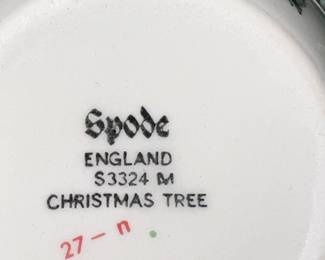 Spode
ENGLAND
S3324 M
CHRISTMAS TREE
27 - n